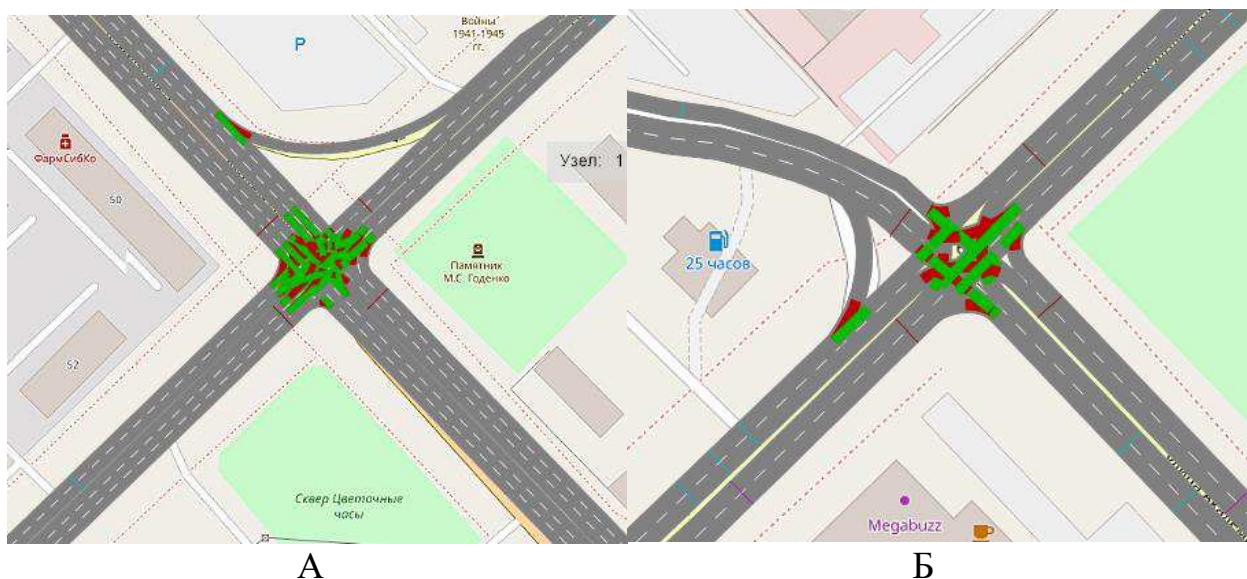 Войны
1941-1945
гг.
P
ФармСибКо
50
Узел: 1
Памятник
М.С. Годенко
52
Сквер Цветочные
часы
25 часов
Megabuzz
А
Б